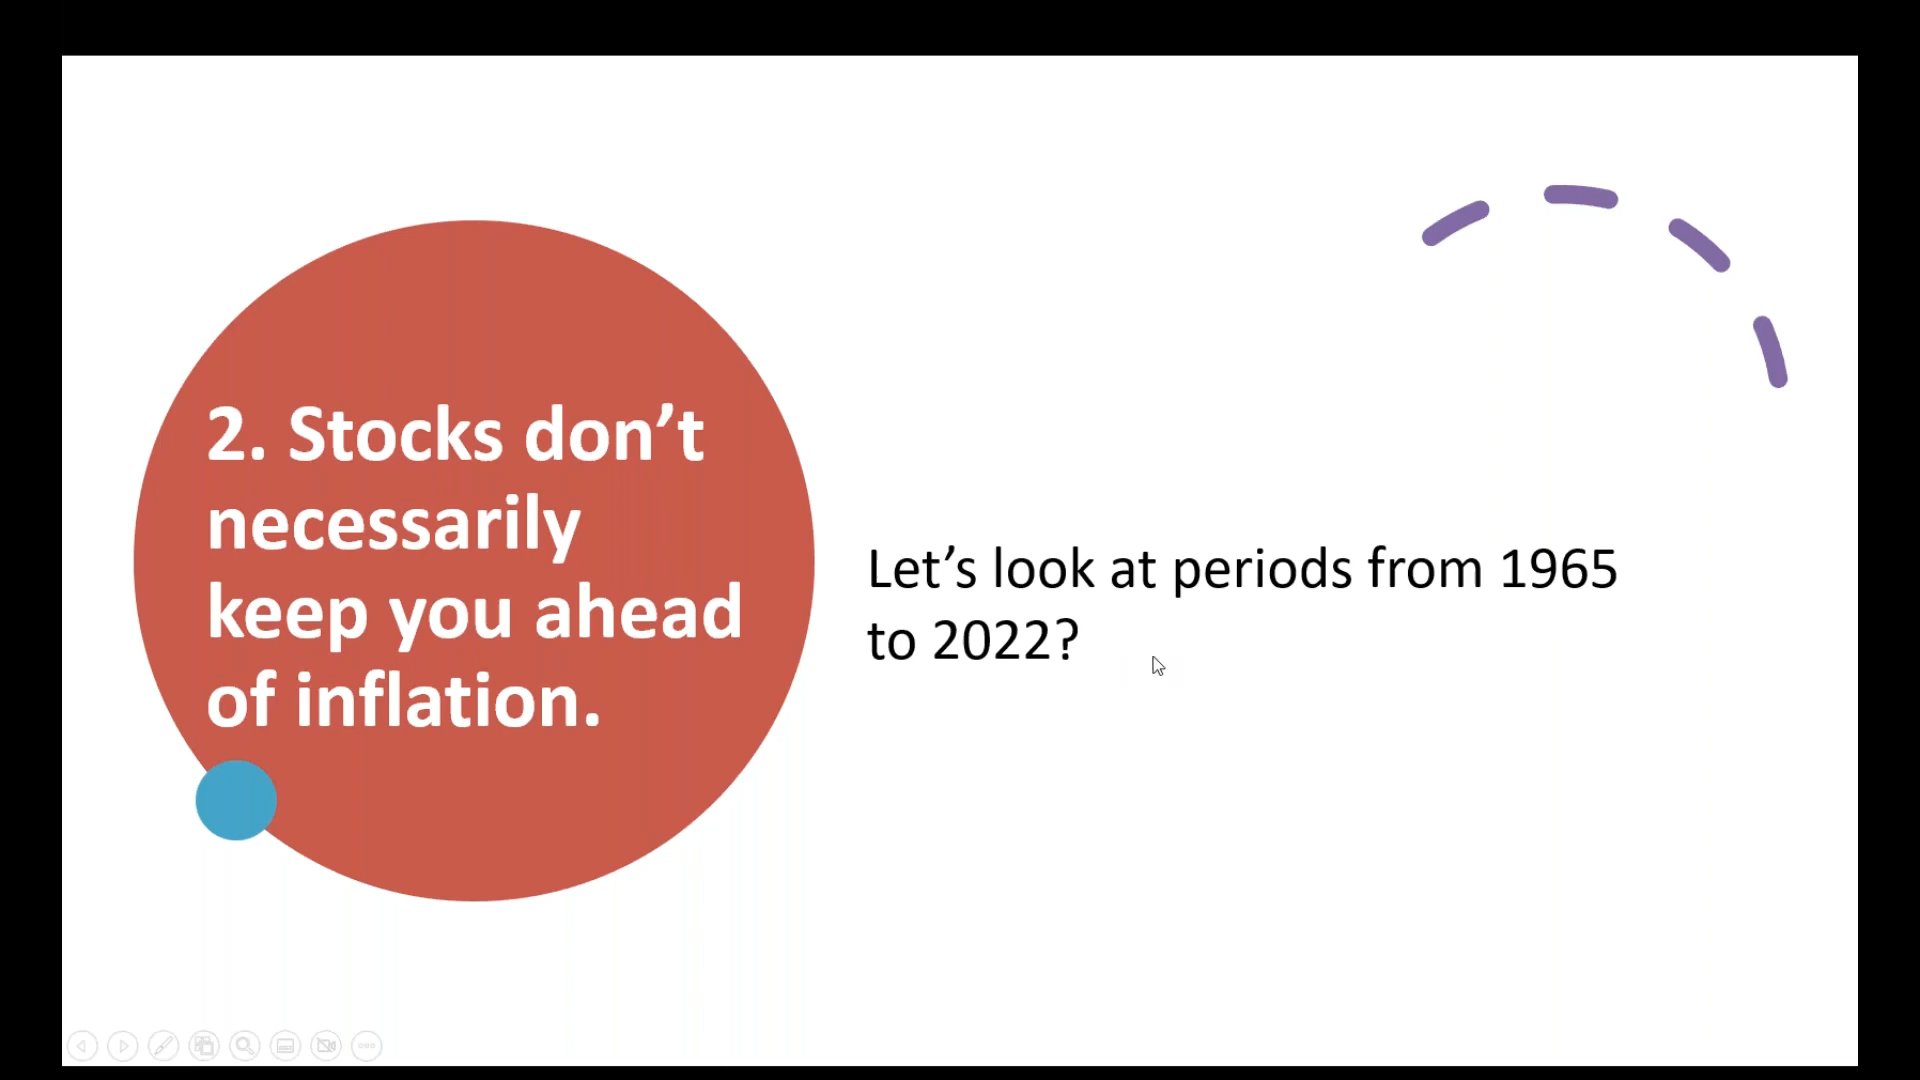 2. Stocks don’t
necessarily
keep you ahead
of inflation.
Let’s look at periods from 1965
to 2022?